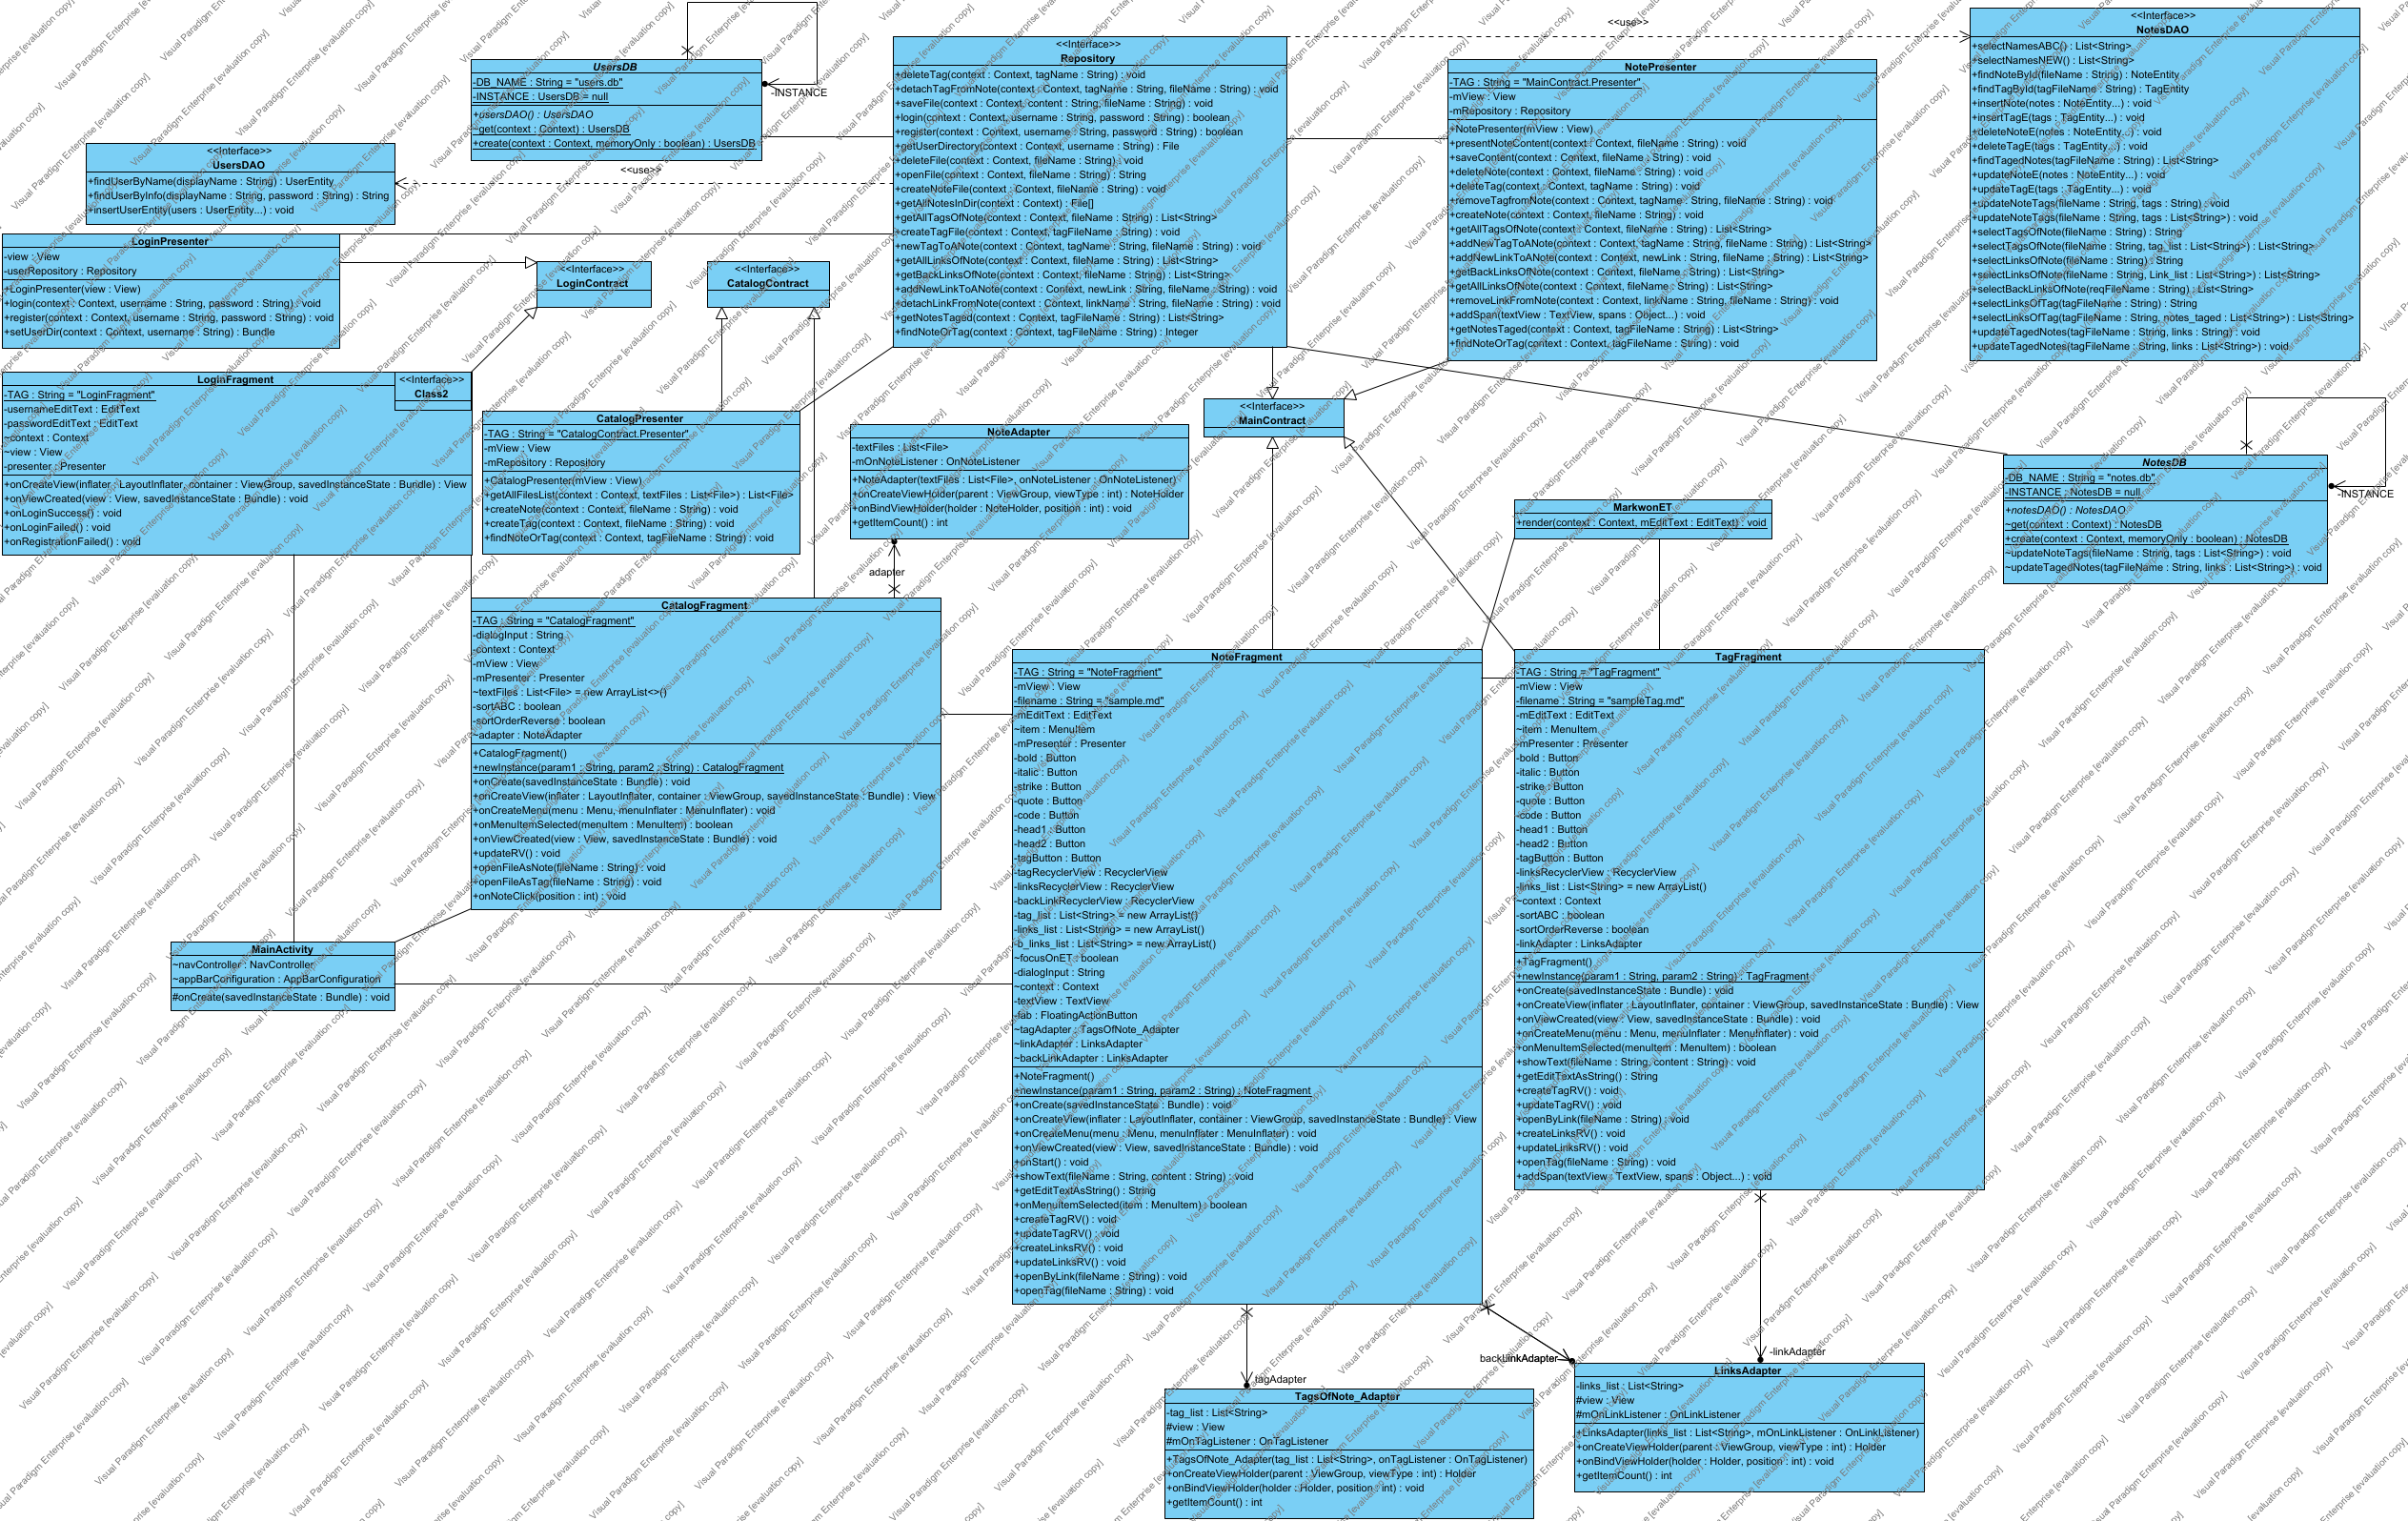 <<use>>
-INSTANCE
UsersDB
-DB_NAME : String = "users.db"
-INSTANCE : UsersDB = null
+usersDAO() : UsersDAO
~get(context : Context) : UsersDB
+create(context : Context, memoryOnly : boolean) : UsersDB
<<Interface>>
Repository
+deleteTag(context : Context, tagName : String) : void
+detachTagFromNote(context : Context, tagName : String, fileName : String) : void
+saveFile(context : Context, content : String, fileName : String) : void
+login(context : Context, username : String, password : String) : boolean
+register(context : Context, username : String, password : String) : boolean
+getUserDirectory(context : Context, username : String) : File
+deleteFile(context : Context, fileName : String) : void
+openFile(context : Context, fileName : String) : String
+createNoteFile(context : Context, fileName : String) : void
+getAllNotesInDir(context : Context) : File[]
+getAllTagsOfNote(context : Context, fileName : String) : List<String>
+createTagFile(context : Context, tagFileName : String) : void
+newTagToANote(context : Context, tagName : String, fileName : String) : void
+getAllLinksOfNote(context : Context, fileName : String) : List<String>
+getBackLinksOfNote(context : Context, fileName : String) : List<String>
+addNewLinkToANote(context : Context, newLink : String, fileName : String) : void
+detachLinkFromNote(context : Context, linkName : String, fileName : String) : void
+getNotesTaged(context : Context, tagFileName : String) : List<String>
+findNoteOrTag(context : Context, tagFileName : String) : Integer
NotePresenter
-TAG : String = "MainContract.Presenter"
-mView : View
-mRepository : Repository
+NotePresenter(mView : View)
+presentNoteContent(context : Context, fileName : String) : void
+saveContent(context : Context, fileName : String) : void
+deleteNote(context : Context, fileName : String) : void
+deleteTag(context : Context, tagName : String) : void
+removeTagfromNote(context : Context, tagName : String, fileName : String) : void
+createNote(context : Context, fileName : String) : void
+getAllTagsOfNote(context : Context, fileName : String) : List<String>
+addNewTagToANote(context : Context, tagName : String, fileName : String) : List<String>
+addNewLinkToANote(context : Context, newLink : String, fileName : String) : List<String>
+getBackLinksOfNote(context : Context, fileName : String) : List<String>
+getAllLinksOfNote(context : Context, fileName : String) : List<String>
+removeLinkFromNote(context : Context, linkName : String, fileName : String) : void
+addSpan(textView : TextView, spans : Object...) : void
+getNotesTaged(context : Context, tagFileName : String) : List<String>
+findNoteOrTag(context : Context, tagFileName : String) : void
<<Interface>>
NotesDAO
+selectNamesABC() : List<String>
+selectNamesNEW() : List<String>
+findNoteById(fileName : String) : NoteEntity
+findTagById(tagFileName : String) : TagEntity
+insertNote(notes : NoteEntity...) : void
+insertTagE(tags : TagEntity...) : void
+deleteNoteE(notes : NoteEntity...) : void
+deleteTagE(tags : TagEntity...) : void
+findTagedNotes(tagFileName : String) : List<String>
+updateNoteE(notes : NoteEntity...) : void
+updateTagE(tags : TagEntity...) : void
+updateNoteTags(fileName : String, tags : String) : void
+updateNoteTags(fileName : String, tags : List<String>) : void
+selectTagsOfNote(fileName : String) : String
+selectTagsOfNote(fileName : String, tag_list : List<String>) : List<String>
+selectLinksOfNote(fileName : String) : String
+selectLinksOfNote(fileName : String, Link_list : List<String>) : List<String>
+selectBackLinksOfNote(reqFileName : String) : List<String>
+selectLinksOfTag(tagFileName : String) : String
+selectLinksOfTag(tagFileName : String, notes_taged : List<String>) : List<String>
+updateTagedNotes(tagFileName : String, links : String) : void
+updateTagedNotes(tagFileName : String, links : List<String>) : void
<<Interface>>
UsersDAO
+findUserByName(displayName : String) : UserEntity
+findUserByInfo(displayName : String, password : String) : String
+insertUserEntity(users : UserEntity...) : void
<<use>>
LoginPresenter
-view : View
-userRepository : Repository
+LoginPresenter(view : View)
+login(context : Context, username : String, password : String) : void
+register(context : Context, username : String, password : String) : void
+setUserDir(context : Context, username : String) : Bundle
<<Interface>>
LoginContract
<<Interface>>
CatalogContract
LoginFragment
-TAG : String = "LoginFragment"
-usernameEditText : EditText
-passwordEditText : EditText
~context : Context
~view : View
-presenter : Presenter
+onCreateView(inflater : LayoutInflater, container : ViewGroup, savedInstanceState : Bundle) : View
+onViewCreated(view : View, savedInstanceState : Bundle) : void
+onLoginSuccess() : void
+onLoginFailed() : void
+onRegistrationFailed() : void
<<Interface>>
Class2
CatalogPresenter
-TAG : String = "CatalogContract.Presenter"
-mView : View
-mRepository : Repository
+CatalogPresenter(mView : View)
+getAllFilesList(context : Context, textFiles : List<File>) : List<File>
+createNote(context : Context, fileName : String) : void
+createTag(context : Context, fileName : String) : void
+findNoteOrTag(context : Context, tagFileName : String) : void
NoteAdapter
-textFiles : List<File>
-mOnNoteListener : OnNoteListener
+NoteAdapter(textFiles : List<File>, onNoteListener : OnNoteListener)
+onCreateViewHolder(parent : ViewGroup, viewType : int) : NoteHolder
+onBindViewHolder(holder : NoteHolder, position : int) : void
+getItemCount() : int
adapter
<<Interface>>
MainContract
MarkwonET
+render(context : Context, mEditText : EditText) : void
NotesDB
-DB_NAME : String = "notes.db"
-INSTANCE : NotesDB = null
+notesDAO() : NotesDAO
~get(context : Context) : NotesDB
+create(context : Context, memoryOnly : boolean) : NotesDB
~updateNoteTags(fileName : String, tags : List<String>) : void
~updateTagedNotes(tagFileName : String, links : List<String>) : void
-INSTANCE
CatalogFragment
-TAG : String = "CatalogFragment"
-dialogInput : String
-context : Context
-mView : View
-mPresenter : Presenter
~textFiles : List<File> = new ArrayList<>()
-sortABC : boolean
-sortOrderReverse : boolean
~adapter : NoteAdapter
+CatalogFragment()
+newInstance(param1 : String, param2 : String) : CatalogFragment
+onCreate(savedInstanceState : Bundle) : void
+onCreateView(inflater : LayoutInflater, container : ViewGroup, savedInstanceState : Bundle) : View
+onCreateMenu(menu : Menu, menuInflater : MenuInflater) : void
+onMenuItemSelected(menuItem : MenuItem) : boolean
+onViewCreated(view : View, savedInstanceState : Bundle) : void
+updateRV() : void
+openFileAsNote(fileName : String) : void
+openFileAsTag(fileName : String) : void
+onNoteClick(position : int) : void
MainActivity
~navController : NavController
~appBarConfiguration : AppBarConfiguration
#onCreate(savedInstanceState : Bundle) : void
NoteFragment
-TAG : String = "NoteFragment"
-mView : View
-filename : String = "sample.md"
-mEditText : EditText
~item : MenuItem
-mPresenter : Presenter
-bold : Button
-italic : Button
-strike : Button
-quote : Button
-code : Button
-head1 : Button
-head2 : Button
-tagButton : Button
-tagRecyclerView : RecyclerView
-linksRecyclerView : RecyclerView
-backLinkRecyclerView : RecyclerView
-tag_list : List<String> = new ArrayList()
-links_list : List<String> = new ArrayList()
-b_links_list : List<String> = new ArrayList()
~focusOnET : boolean
-dialogInput : String
~context : Context
-textView : TextView
-fab : FloatingActionButton
~tagAdapter : TagsOfNote_Adapter
~linkAdapter : LinksAdapter
~backLinkAdapter : LinksAdapter
+NoteFragment()
+newInstance(param1 : String, param2 : String) : NoteFragment
+onCreate(savedInstanceState : Bundle) : void
+onCreateView(inflater : LayoutInflater, container : ViewGroup, savedInstanceState : Bundle) : View
+onCreateMenu(menu : Menu, menuInflater : MenuInflater) : void
+onViewCreated(view : View, savedInstanceState : Bundle) : void
+onStart() : void
+showText(fileName : String, content : String) : void
+getEditTextAsString() : String
+onMenuItemSelected(item : MenuItem) : boolean
+createTagRV() : void
+updateTagRV() : void
+createLinksRV() : void
+updateLinksRV() : void
+openByLink(fileName : String) : void
+openTag(fileName : String) : void
TagFragment
-TAG : String = "TagFragment"
-mView : View
-filename : String = "sampleTag.md"
-mEditText : EditText
~item : MenuItem
-mPresenter : Presenter
-bold : Button
-italic : Button
-strike : Button
-quote : Button
-code : Button
-head1 : Button
-head2 : Button
-tagButton : Button
-linksRecyclerView : RecyclerView
-links_list : List<String> = new ArrayList()
~context : Context
-sortABC : boolean
-sortOrderReverse : boolean
-linkAdapter : LinksAdapter
+TagFragment()
+newInstance(param1 : String, param2 : String) : TagFragment
+onCreate(savedInstanceState : Bundle) : void
+onCreateView(inflater : LayoutInflater, container : ViewGroup, savedInstanceState : Bundle) : View
+onViewCreated(view : View, savedInstanceState : Bundle) : void
+onCreateMenu(menu : Menu, menuInflater : MenuInflater) : void
+onMenuItemSelected(menuItem : MenuItem) : boolean
+showText(fileName : String, content : String) : void
+getEditTextAsString() : String
+createTagRV() : void
+updateTagRV() : void
+openByLink(fileName : String) : void
+createLinksRV() : void
+updateLinksRV() : void
+openTag(fileName : String) : void
+addSpan(textView : TextView, spans : Object...) : void
tagAdapter
-linkAdapter
TagsOfNote_Adapter
-tag_list : List<String>
#view : View
#mOnTagListener : OnTagListener
+TagsOfNote_Adapter(tag_list : List<String>, onTagListener : OnTagListener)
+onCreateViewHolder(parent : ViewGroup, viewType : int) : Holder
+onBindViewHolder(holder : Holder, position : int) : void
+getItemCount() : int
LinksAdapter
-links_list : List<String>
#view : View
#mOnLinkListener : OnLinkListener
+LinksAdapter(links_list : List<String>, mOnLinkListener : OnLinkListener)
+onCreateViewHolder(parent : ViewGroup, viewType : int) : Holder
+onBindViewHolder(holder : Holder, position : int) : void
+getItemCount() : int
Visual Paradigm Enterprise [evaluation copy]